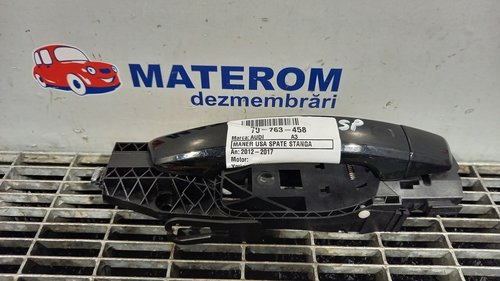 MATEROM
dezmembrări
79-763-458
SP
Marca: AUDI A3
MANER USA SPATE STANGA
An: 2012-2017
Motor: